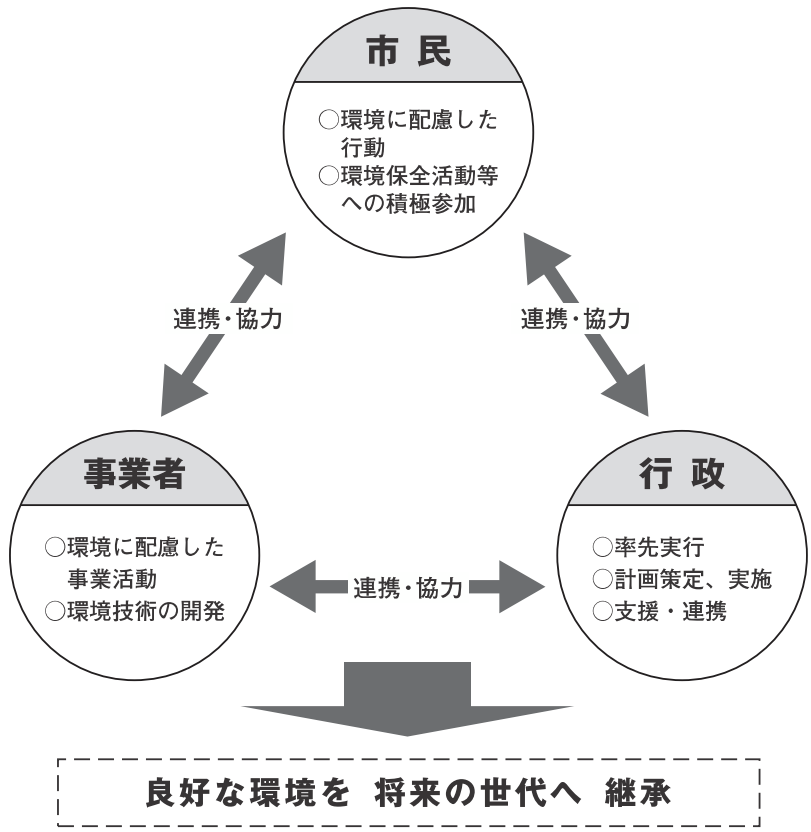 市 民
○環境に配慮した
行動
○環境保全活動等
への積極参加
連携・協力
連携・協力
事業者
○環境に配慮した
事業活動
○環境技術の開発
連携・協力
行 政
○率先実行
○計画策定、実施
○支援・連携
良好な環境を 将来の世代へ 継承